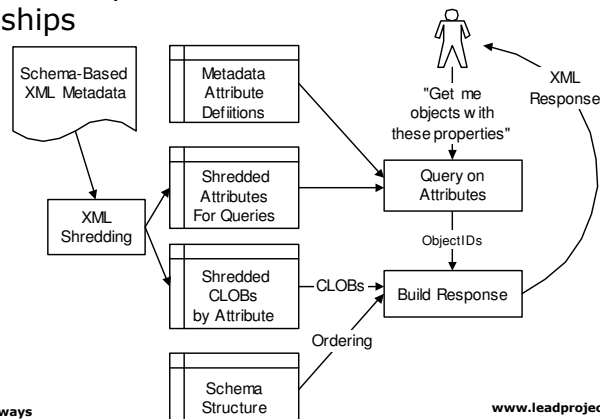 ships
Schema-Based
XML Metadata
Metadata
Attribute
Defiitions
"Get me
objects with
these properties"
XML
Response
XML
Shredding
Shredded
Attributes
For Queries
Query on
Attributes
ObjectIDs
Shredded
CLOBs
by Attribute
CLOBs
Build Response
Ordering
Schema
Structure
ways
www.leadprojec